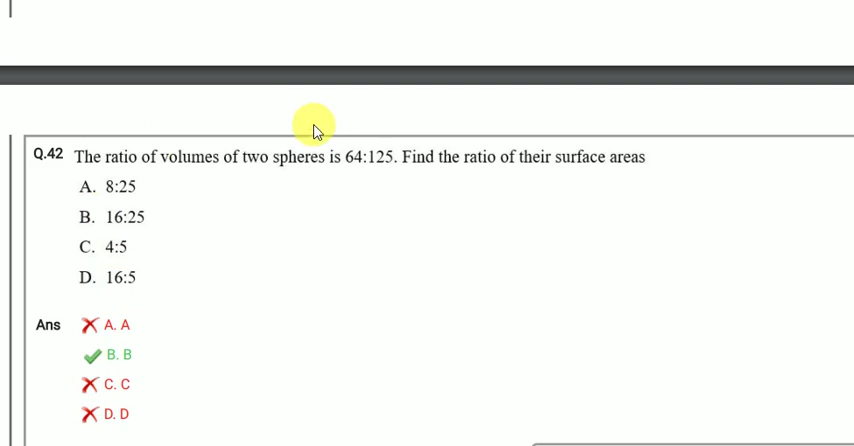 Q.42 The ratio of volumes of two spheres is 64:125. Find the ratio of their surface areas
A. 8:25
B. 16:25
C. 4:5
D. 16:5
Ans A. A
B. B
C. C
D. D